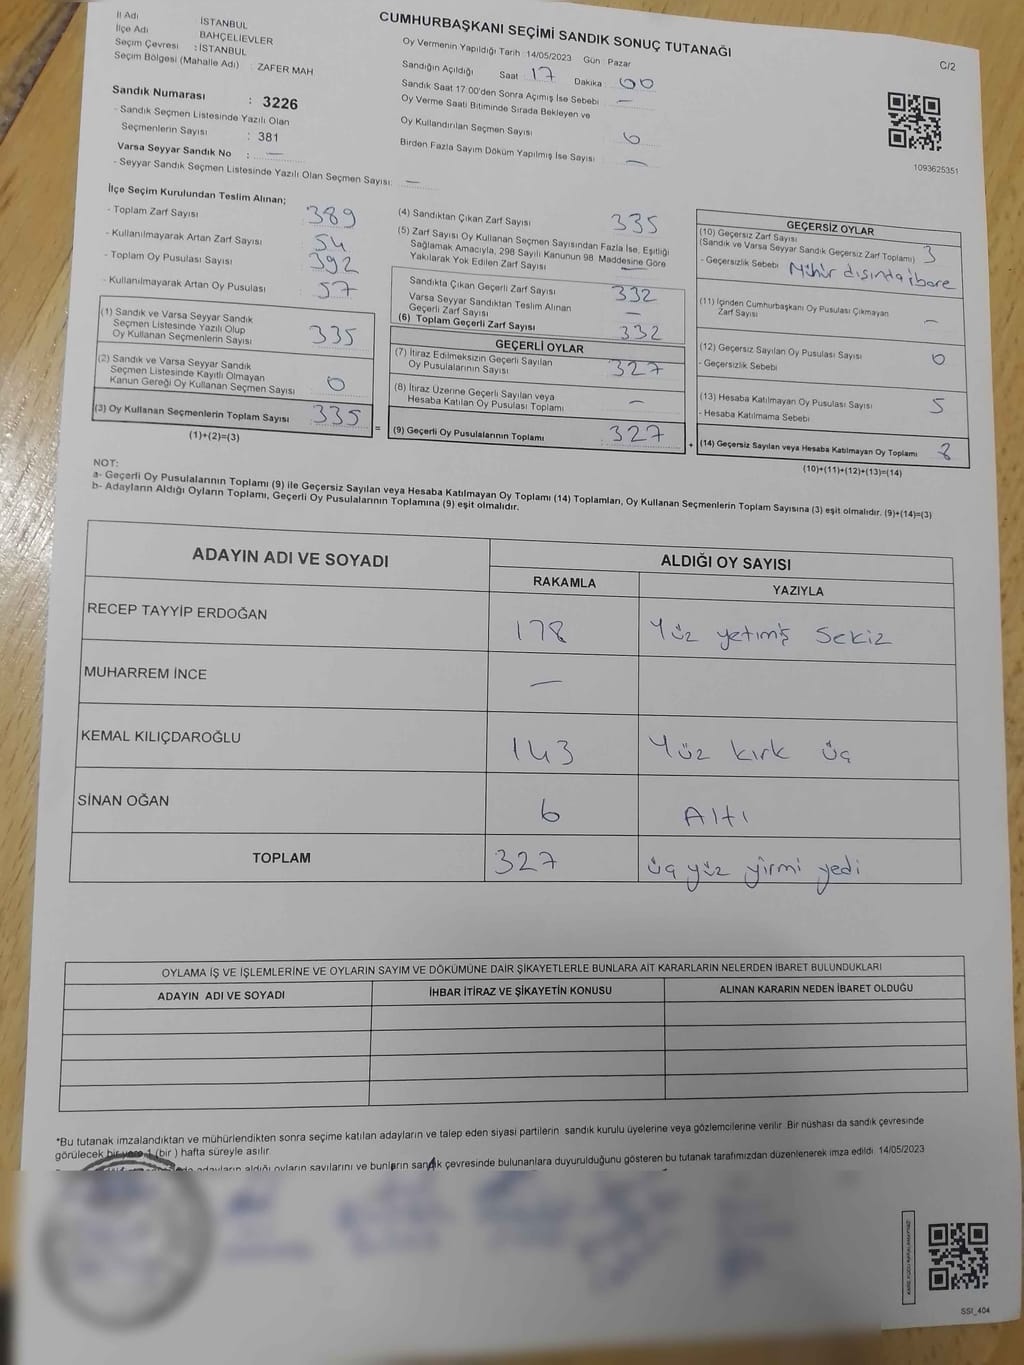 CUMHURBAŞKANI SEÇİMİ SANDIK SONUÇ TUTANAĞI
C/2
İl Adı İSTANBUL
İlçe Adı BAHÇELİEVLER
Seçim Çevresi : İSTANBUL
Seçim Bölgesi (Mahalle Adı) : ZAFER MAH
Sandık Numarası : 3226
- Sandık Seçmen Listesinde Yazılı Olan
Seçmenlerin Sayısı : 381
Varsa Seyyar Sandık No : —
- Seyyar Sandık Seçmen Listesinde Yazılı Olan Seçmen Sayısı: —
Oy Vermenin Yapıldığı Tarih 14/05/2023 Gün Pazar
Sandığın Açıldığı Saat 17 Dakika : 00
Sandık Saat 17 00'den Sonra Açımış İse Sebebi —
Oy Verme Saati Bitiminde Sırada Bekleyen ve
Oy Kullandırılan Seçmen Sayısı 6
Birden Fazla Sayım Döküm Yapılmış İse Sayısı : —
1093625351
İlçe Seçim Kurulundan Teslim Alınan;
- Toplam Zarf Sayısı 389
- Kullanılmayarak Artan Zarf Sayısı 54
- Toplam Oy Pusulası Sayısı 392
- Kullanılmayarak Artan Oy Pusulası 57
(1) Sandık ve Varsa Seyyar Sandık
Seçmen Listesinde Yazılı Olup
Oy Kullanan Seçmenlerin Sayısı 335
(2) Sandık ve Varsa Seyyar Sandık
Seçmen Listesinde Kayıtlı Olmayan
Kanun Gereği Oy Kullanan Seçmen Sayısı 0
(3) Oy Kullanan Seçmenlerin Toplam Sayısı 335 =
(1)+(2)=(3)
(4) Sandıktan Çıkan Zarf Sayısı 335
(5) Zarf Sayısı Oy Kullanan Seçmen Sayısından Fazla İse, Eşitliği
Sağlamak Amacıyla, 298 Sayılı Kanunun 98 Maddesine Göre
Yakılarak Yok Edilen Zarf Sayısı —
Sandıkta Çıkan Geçerli Zarf Sayısı 332
Varsa Seyyar Sandıktan Teslim Alınan
Geçerli Zarf Sayısı —
(6) Toplam Geçerli Zarf Sayısı 332
GEÇERLİ OYLAR
(7) İtiraz Edilmeksizin Geçerli Sayılan
Oy Pusulalarının Sayısı : 327
(8) İtiraz Üzerine Geçerli Sayılan veya
Hesaba Katılan Oy Pusulası Toplamı —
(9) Geçerli Oy Pusulalarının Toplamı : 327 +
GEÇERSİZ OYLAR
(10) Geçersiz Zarf Sayısı
(Sandık ve Varsa Seyyar Sandık Geçersiz Zarf Toplamı) 3
- Geçersizlik Sebebi Mühür dışında ibare
(11) İçinden Cumhurbaşkanı Oy Pusulası Çıkmayan
Zarf Sayısı —
(12) Geçersiz Sayılan Oy Pusulası Sayısı 0
- Geçersizlik Sebebi
(13) Hesaba Katılmayan Oy Pusulası Sayısı 5
- Hesaba Katılmama Sebebi
(14) Geçersiz Sayılan veya Hesaba Katılmayan Oy Toplamı 8
(10)+(11)+(12)+(13)=(14)
NOT:
a- Geçerli Oy Pusulalarının Toplamı (9) ile Geçersiz Sayılan veya Hesaba Katılmayan Oy Toplamı (14) Toplamları, Oy Kullanan Seçmenlerin Toplam Sayısına (3) eşit olmalıdır. (9)+(14)=(3)
b- Adayların Aldığı Oyların Toplamı, Geçerli Oy Pusulalarının Toplamına (9) eşit olmalıdır.
ADAYIN ADI VE SOYADI ALDIĞI OY SAYISI
RAKAMLA YAZIYLA
RECEP TAYYİP ERDOĞAN 178 Yüz yetmiş sekiz
MUHARREM İNCE —
KEMAL KILIÇDAROĞLU 143 Yüz kırk üç
SİNAN OĞAN 6 Altı
TOPLAM 327 üç yüz yirmi yedi
OYLAMA İŞ VE İŞLEMLERİNE VE OYLARIN SAYIM VE DÖKÜMÜNE DAİR ŞİKAYETLERLE BUNLARA AİT KARARLARIN NELERDEN İBARET BULUNDUKLARI
ADAYIN ADI VE SOYADI İHBAR İTİRAZ VE ŞİKAYETİN KONUSU ALINAN KARARIN NEDEN İBARET OLDUĞU
*Bu tutanak imzalandıktan ve mühürlendikten sonra seçime katılan adayların ve talep eden siyasi partilerin sandık kurulu üyelerine veya gözlemcilerine verilir Bir nüshası da sandık çevresinde
görülecek bir yere 1 (bir ) hafta süreyle asılır
adayların aldığı oyların sayılarını ve bunların sandık çevresinde bulunanlara duyurulduğunu gösteren bu tutanak tarafımızdan düzenlenerek imza edildi 14/05/2023
SSI_404